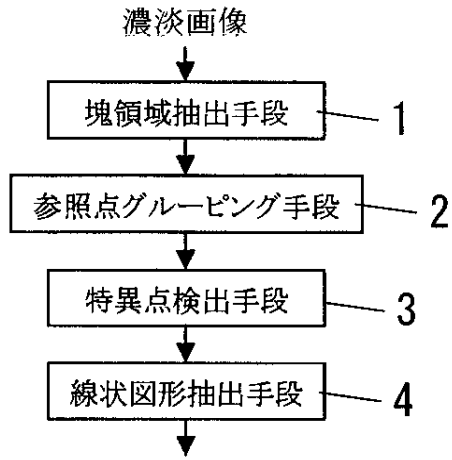 濃淡画像
塊領域抽出手段 1
参照点グルーピング手段 2
特異点検出手段 3
線状図形抽出手段 4